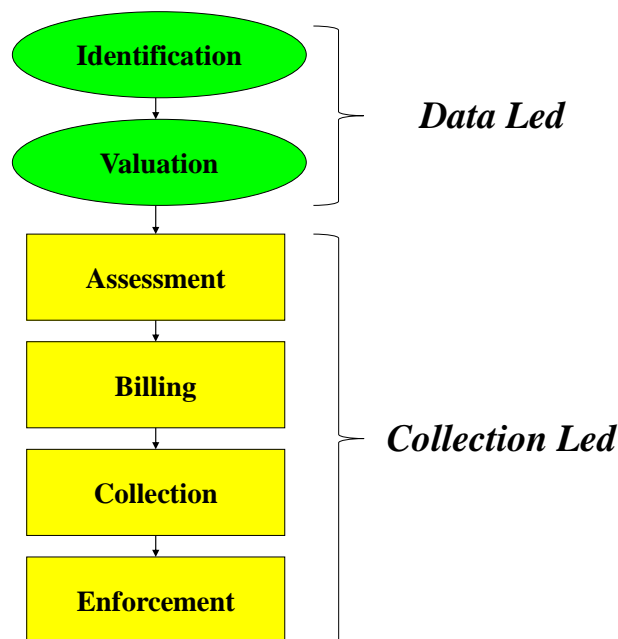 Identification
Data Led
Valuation
Assessment
Billing
Collection Led
Collection
Enforcement